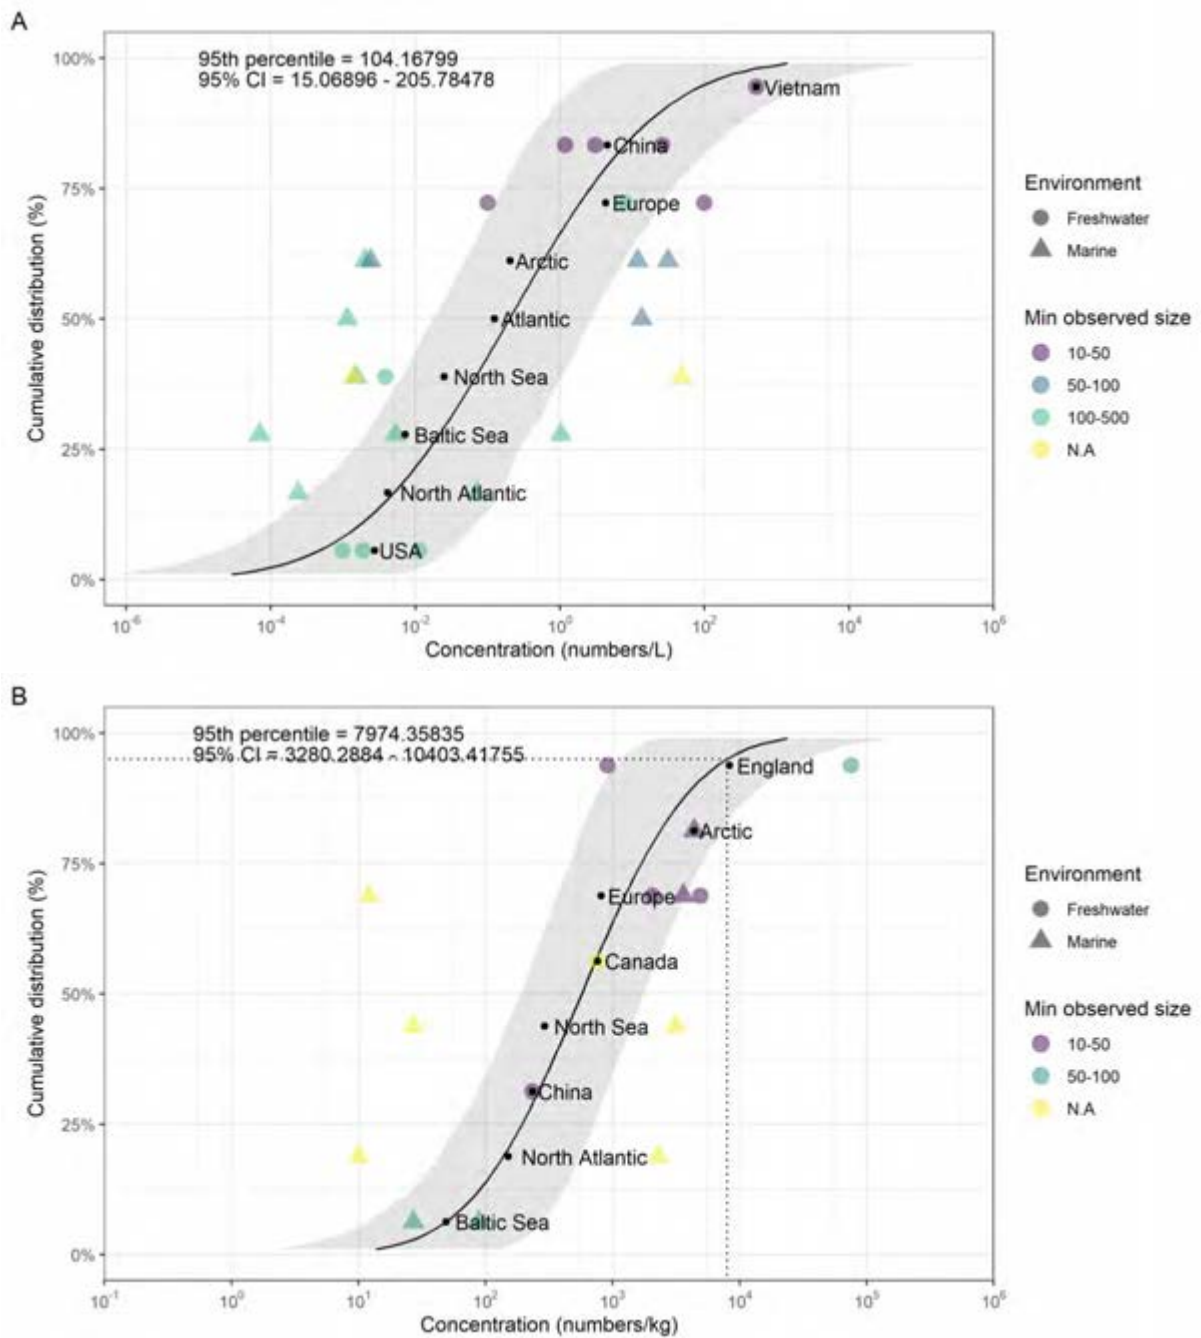 A
95th percentile = 104.16799
95% CI = 15.06896 - 205.78478
100%
75%
50%
25%
0%
Cumulative distribution (%)
Vietnam
China
Europe
Arctic
Atlantic
North Sea
Baltic Sea
North Atlantic
USA
10-6 10-4 10-2 100 102 104 106
Concentration (numbers/L)
Environment
Freshwater
Marine
Min observed size
10-50
50-100
100-500
N.A
B
95th percentile = 7974.35835
95% CI = 3280.2884 - 10403.41755
100%
75%
50%
25%
0%
Cumulative distribution (%)
England
Arctic
Europe
Canada
North Sea
China
North Atlantic
Baltic Sea
10-1 100 101 102 103 104 105 106
Concentration (numbers/kg)
Environment
Freshwater
Marine
Min observed size
10-50
50-100
N.A